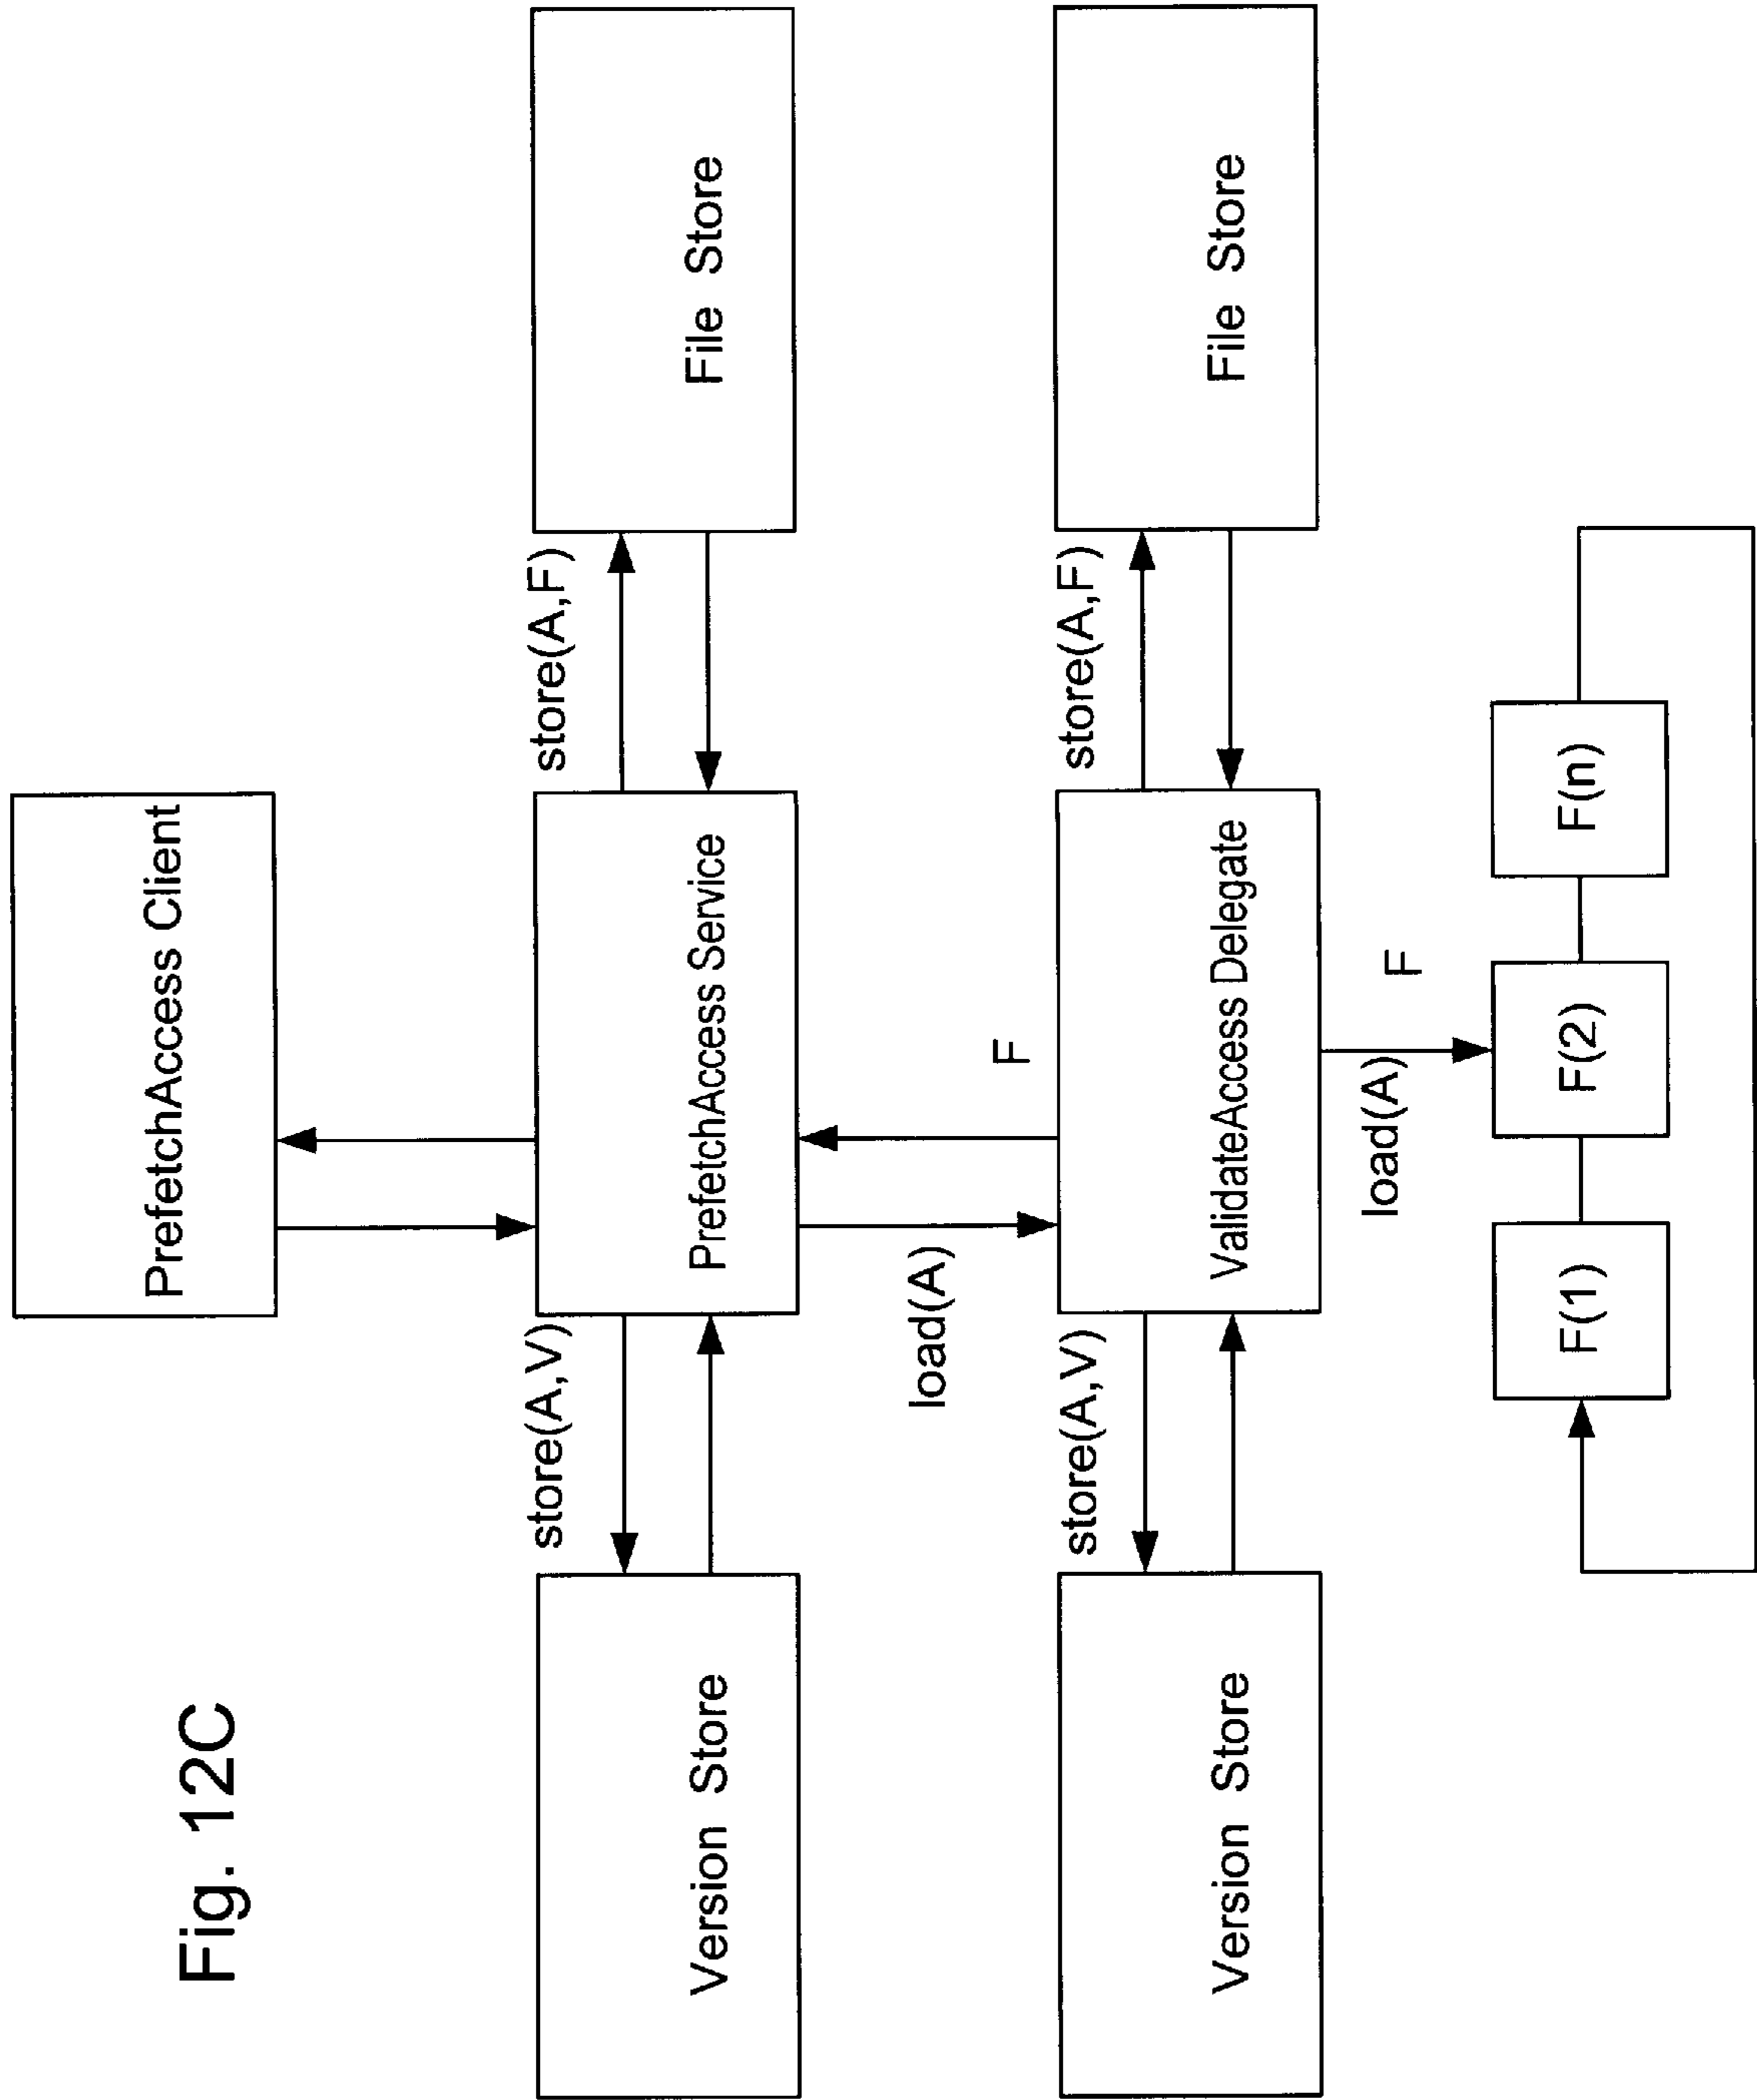 Fig. 12C
PrefetchAccess Client
store(A,V)
store(A,F)
Version Store
PrefetchAccess Service
File Store
load(A)
F
store(A,V)
store(A,F)
Version Store
ValidateAccess Delegate
File Store
load(A)
F
F(1)
F(2)
F(n)